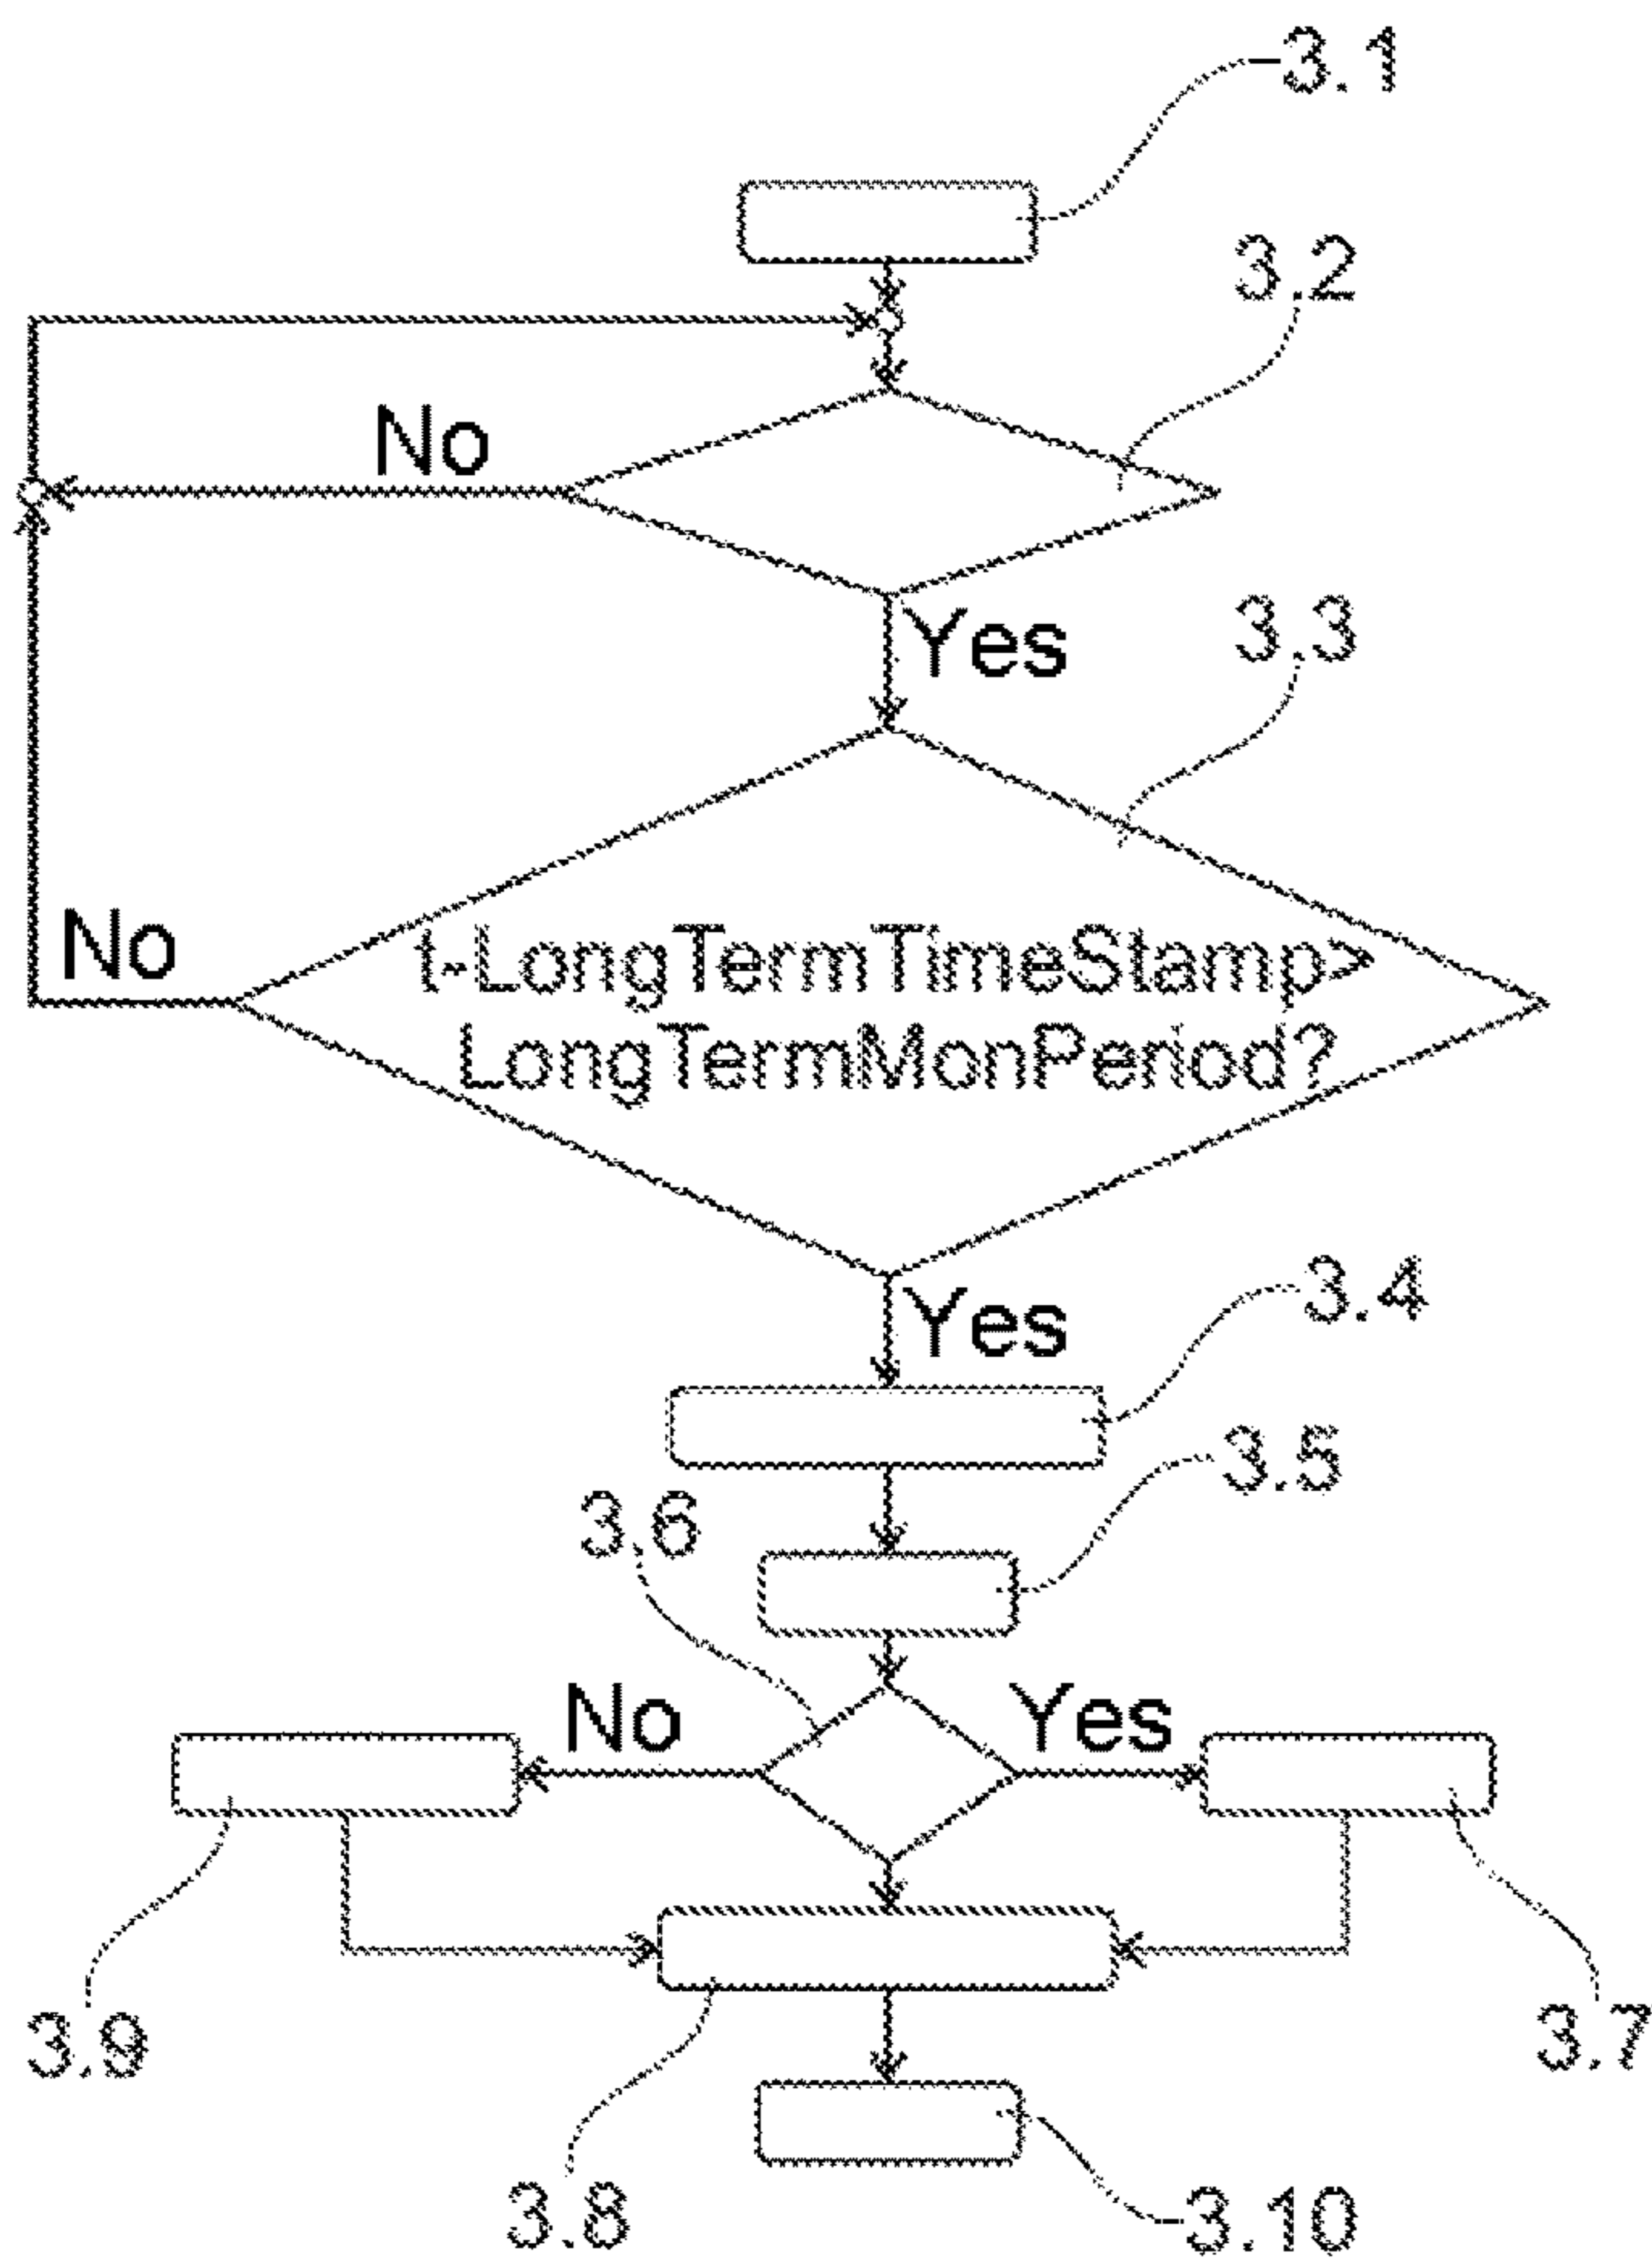 3.1
3.2
No
Yes
3.3
No
t-LongTermTimeStamp>
LongTermMonPeriod?
Yes
3.4
3.5
3.6
No
Yes
3.9
3.7
3.8
3.10